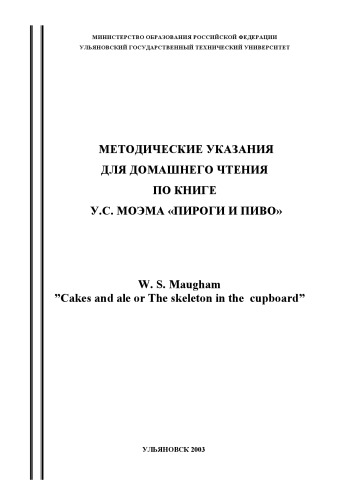 МИНИСТЕРСТВО ОБРАЗОВАНИЯ РОССИЙСКОЙ ФЕДЕРАЦИИ
УЛЬЯНОВСКИЙ ГОСУДАРСТВЕННЫЙ ТЕХНИЧЕСКИЙ УНИВЕРСИТЕТ
МЕТОДИЧЕСКИЕ УКАЗАНИЯ
ДЛЯ ДОМАШНЕГО ЧТЕНИЯ
ПО КНИГЕ
У.С. МОЭМА «ПИРОГИ И ПИВО»
W. S. Maugham
”Cakes and ale or The skeleton in the cupboard”
УЛЬЯНОВСК 2003